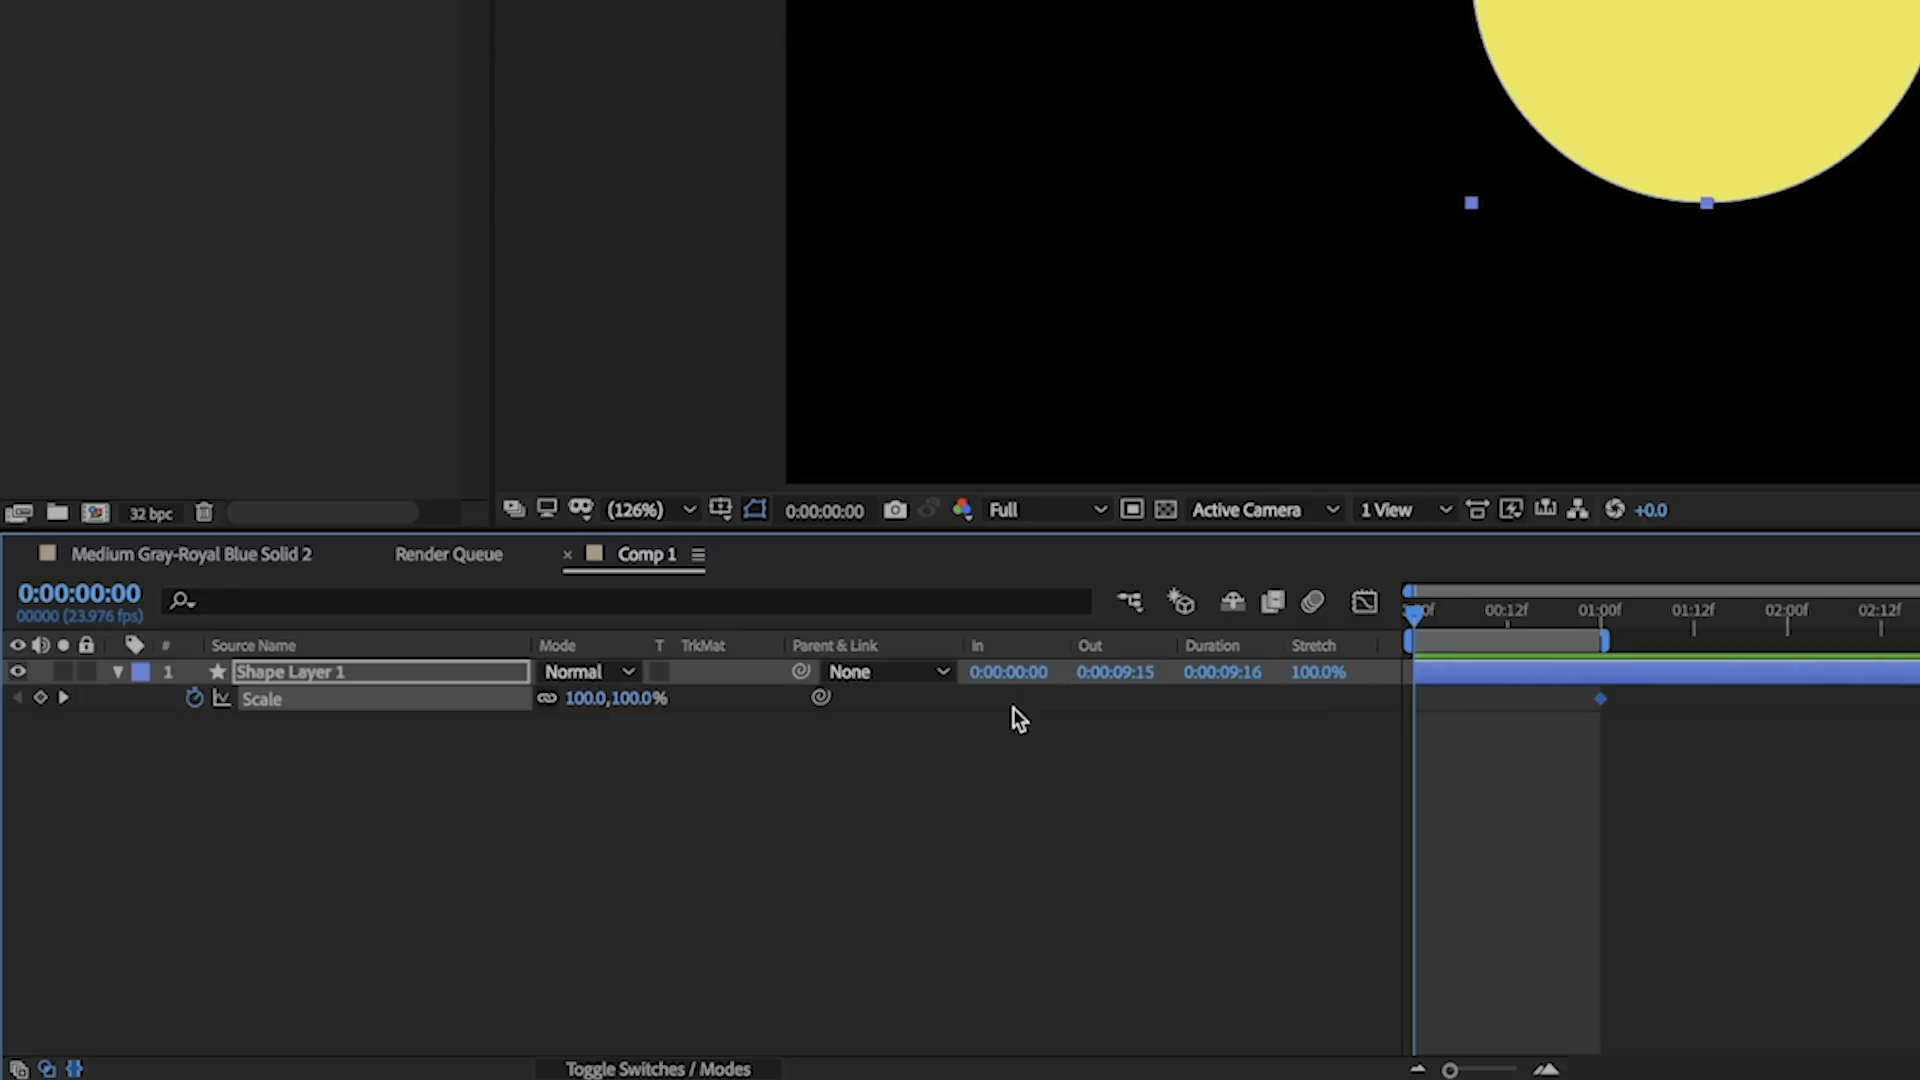 32 bpc
(126%) 0:00:00:00 Full Active Camera 1 View +0.0
Medium Gray-Royal Blue Solid 2 Render Queue × Comp 1
0:00:00:00
00000 (23.976 fps)
00:12f 01:00f 01:12f 02:00f 02:12f
# Source Name Mode T TrkMat Parent & Link In Out Duration Stretch
1 Shape Layer 1 Normal None 0:00:00:00 0:00:09:15 0:00:09:16 100.0%
Scale 100.0,100.0%
Toggle Switches / Modes